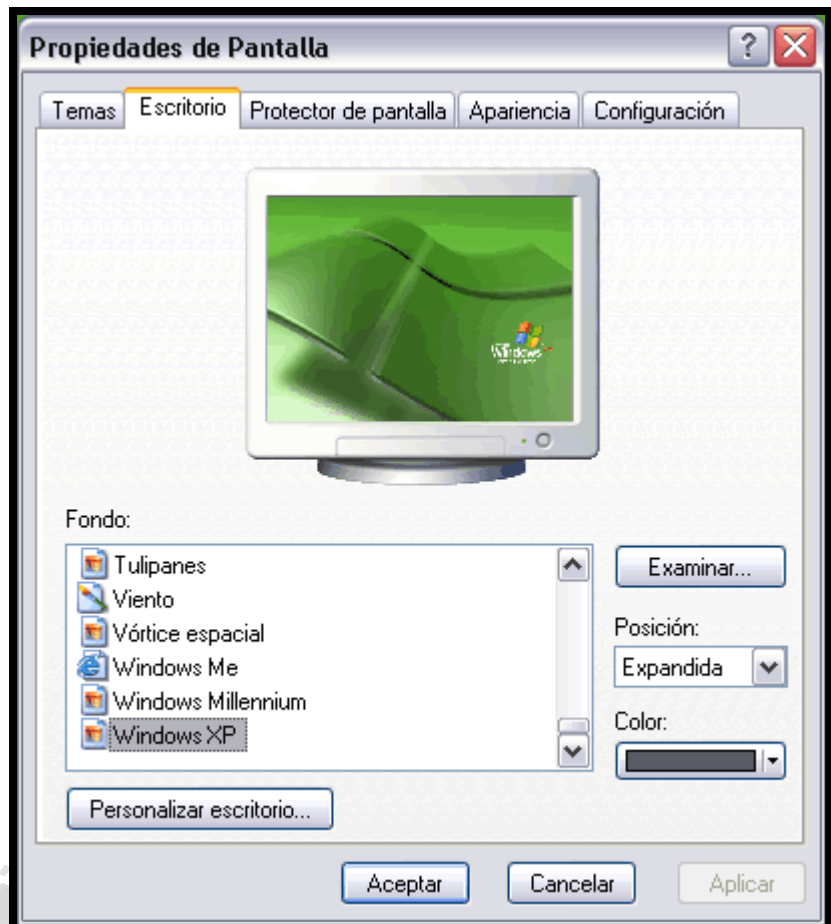 Propiedades de Pantalla
Temas Escritorio Protector de pantalla Apariencia Configuración
Windows
Fondo:
Tulipanes
Viento
Vórtice espacial
Windows Me
Windows Millennium
Windows XP
Examinar...
Posición:
Expandida
Color:
Personalizar escritorio...
Aceptar Cancelar Aplicar